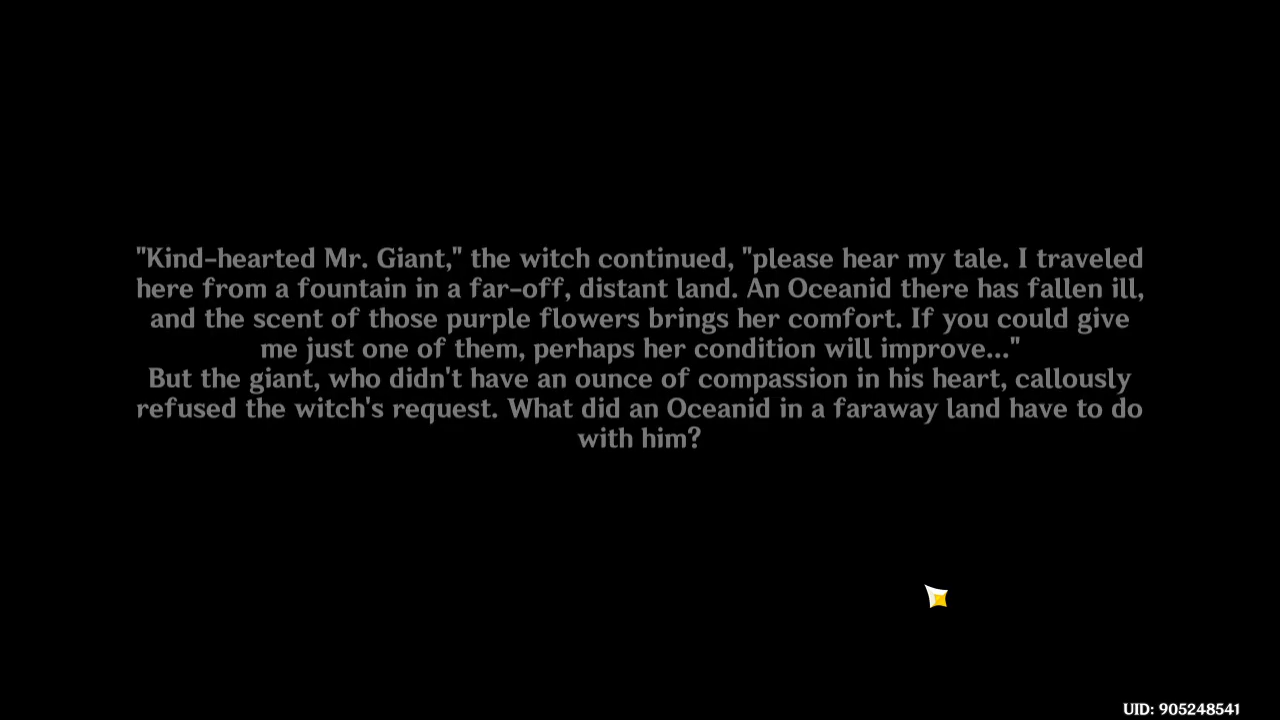 "Kind-hearted Mr. Giant," the witch continued, "please hear my tale. I traveled
here from a fountain in a far-off, distant land. An Oceanid there has fallen ill,
and the scent of those purple flowers brings her comfort. If you could give
me just one of them, perhaps her condition will improve..."
But the giant, who didn't have an ounce of compassion in his heart, callously
refused the witch's request. What did an Oceanid in a faraway land have to do
with him?
UID: 905248541